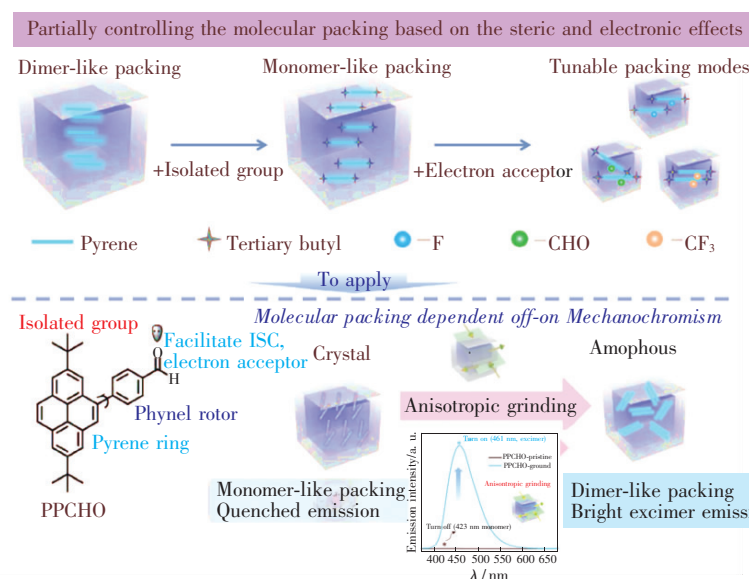 Partially controlling the molecular packing based on the steric and electronic effects
Dimer-like packing
Monomer-like packing
Tunable packing modes
+Isolated group
+Electron acceptor
Pyrene
Tertiary butyl
–F
–CHO
–CF3
To apply
Isolated group
Facilitate ISC,
electron acceptor
O
H
Phynel rotor
Pyrene ring
PPCHO
Molecular packing dependent off-on Mechanochromism
Crystal
Amophous
Anisotropic grinding
Monomer-like packing
Quenched emission
Dimer-like packing
Bright excimer emiss
Emission intensity/a. u.
Turn on (461 nm, excimer)
PPCHO-pristine
PPCHO-ground
Anisontropic grinding
Turn off (423 nm monomer)
400 450 500 550 600 650
λ/nm